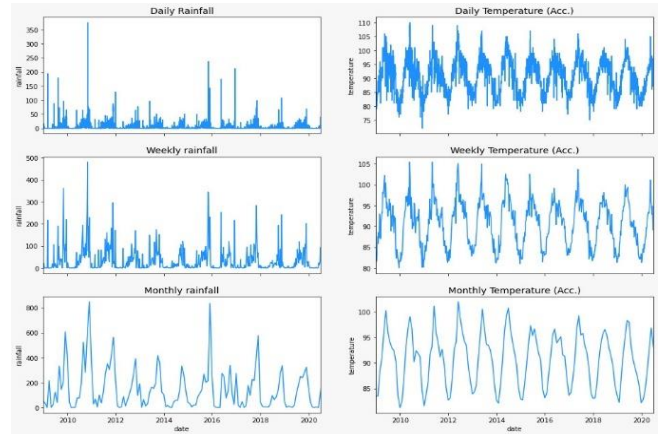 Daily Rainfall
350
300
250
200
150
100
50
0
rainfall
Daily Temperature (Acc.)
110
105
100
95
90
85
80
75
temperature
Weekly rainfall
500
400
300
200
100
0
rainfall
Weekly Temperature (Acc.)
105
100
95
90
85
80
temperature
Monthly rainfall
800
600
400
200
0
rainfall
2010 2012 2014 2016 2018 2020
date
Monthly Temperature (Acc.)
100
95
90
85
temperature
2010 2012 2014 2016 2018 2020
date